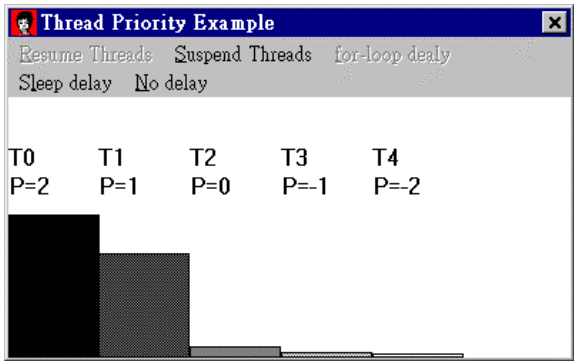 Thread Priority Example
Resume Threads Suspend Threads for-loop dealy
Sleep delay No delay
T0 T1 T2 T3 T4
P=2 P=1 P=0 P=-1 P=-2